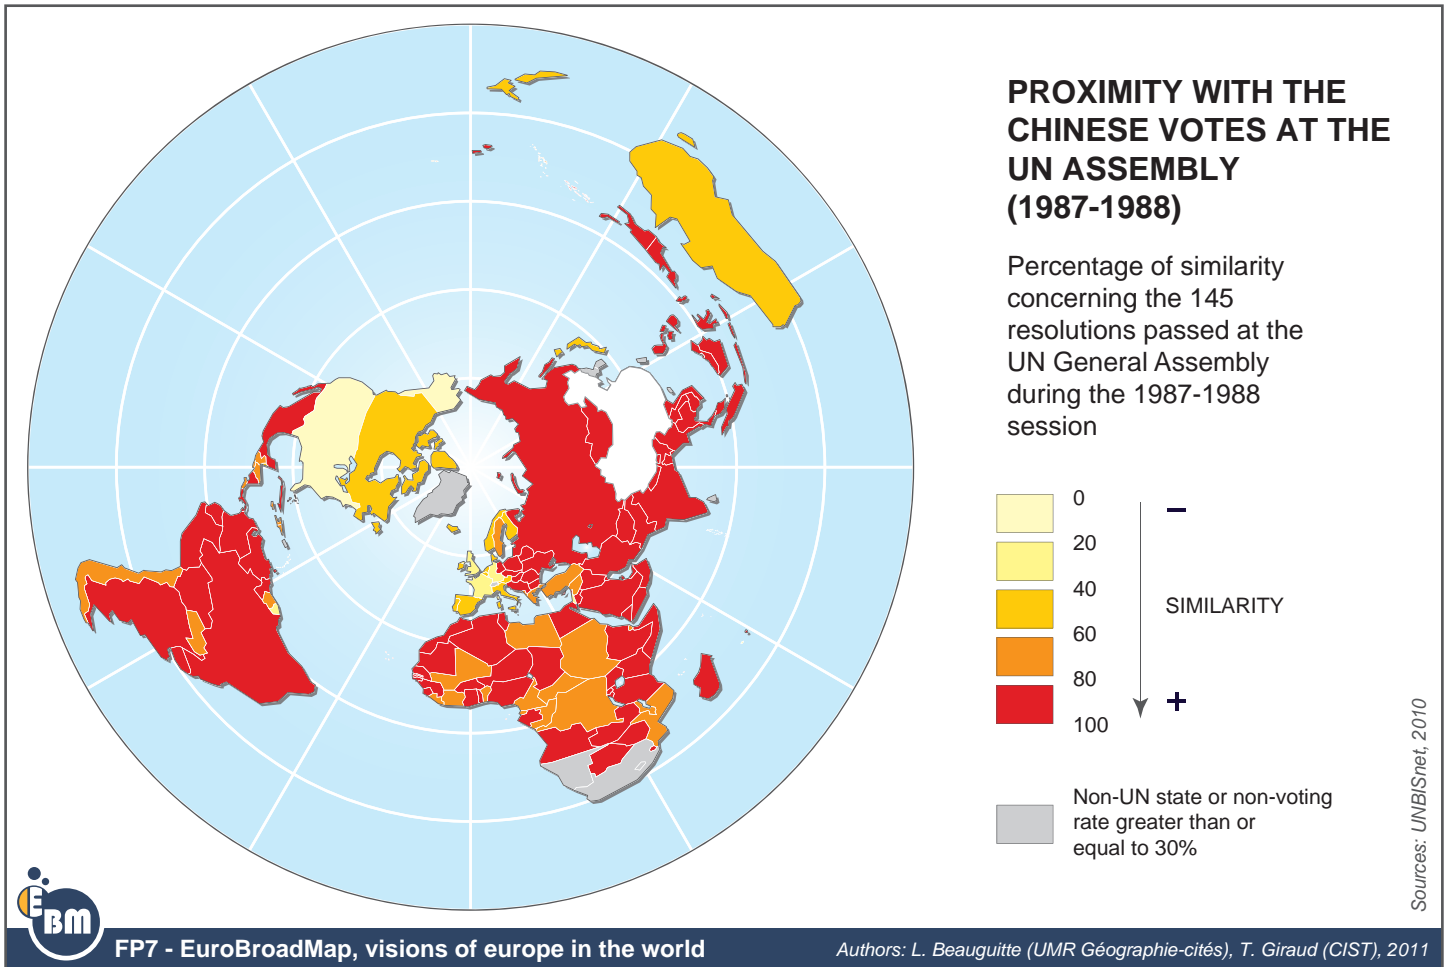 PROXIMITY WITH THE
CHINESE VOTES AT THE
UN ASSEMBLY
(1987-1988)
Percentage of similarity
concerning the 145
resolutions passed at the
UN General Assembly
during the 1987-1988
session
0
20
40
60
80
100
−
SIMILARITY
+
Non-UN state or non-voting
rate greater than or
equal to 30%
Sources: UNBISnet, 2010
EBM
FP7 - EuroBroadMap, visions of europe in the world
Authors: L. Beauguitte (UMR Géographie-cités), T. Giraud (CIST), 2011